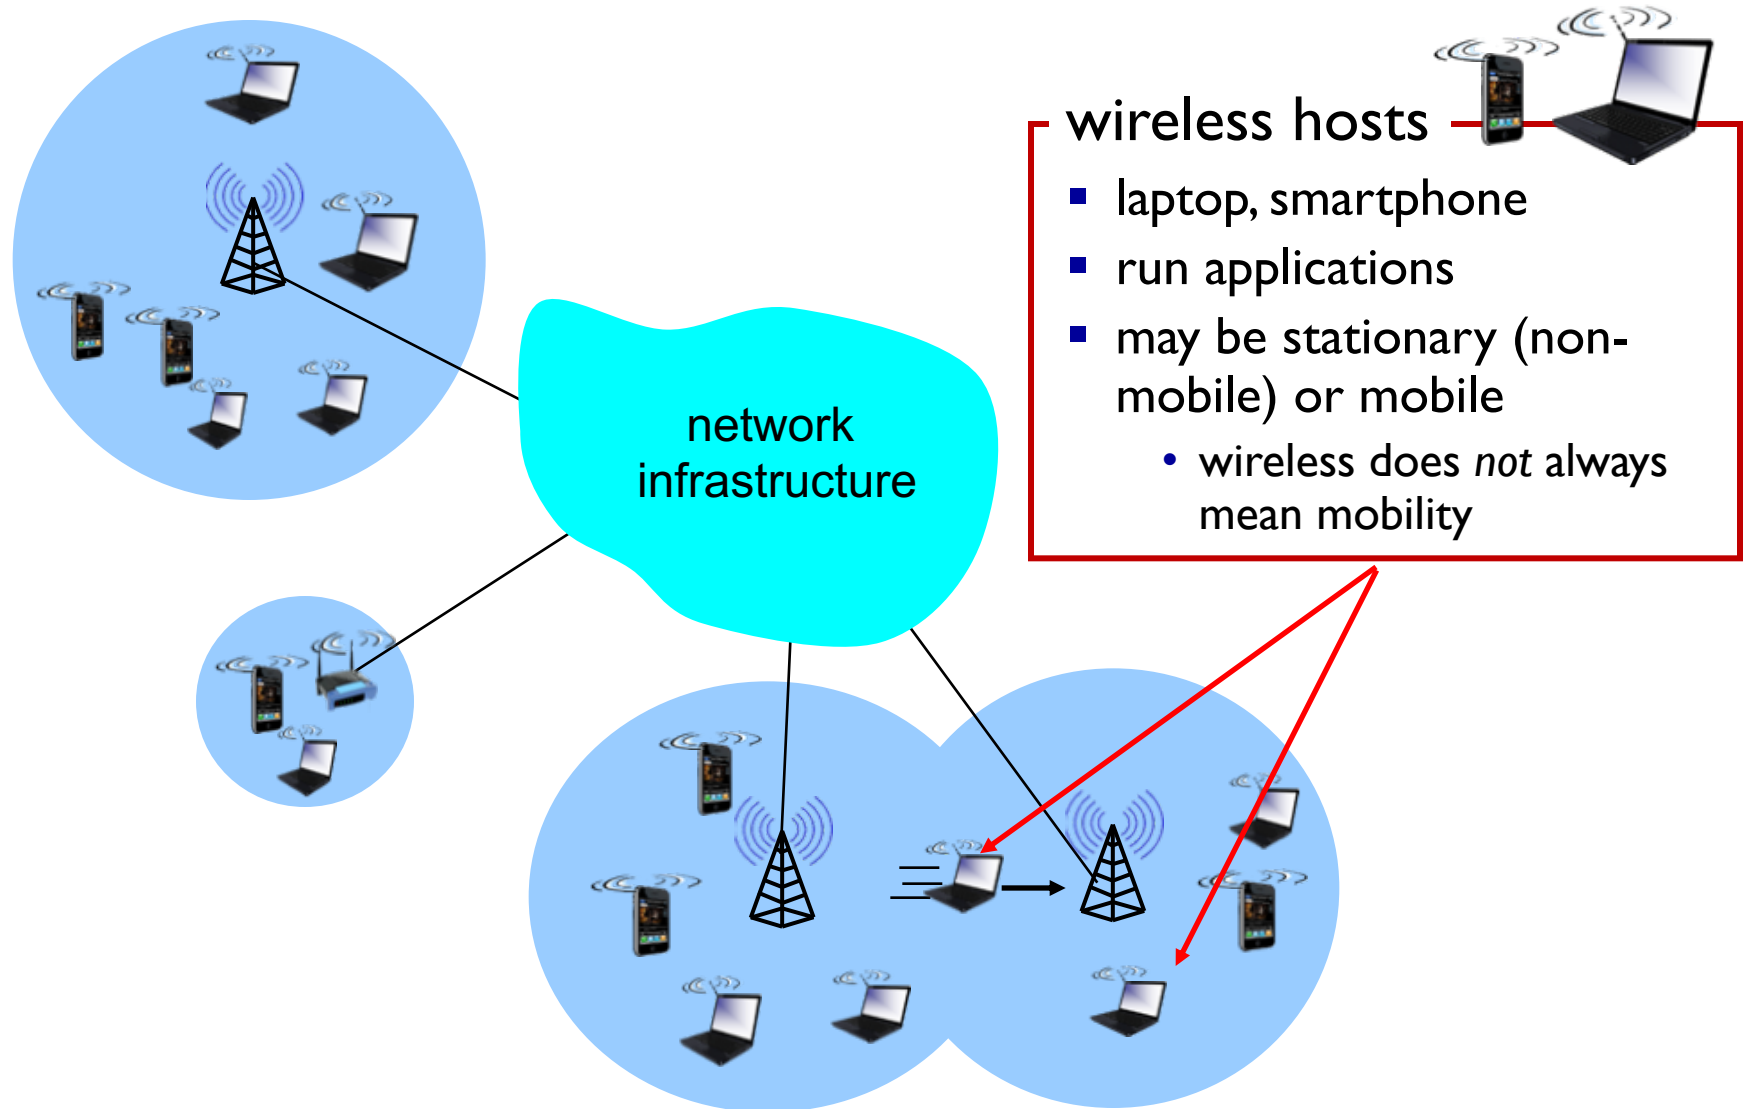 wireless hosts
▪ laptop, smartphone
▪ run applications
▪ may be stationary (non-
mobile) or mobile
• wireless does not always
mean mobility
network
infrastructure